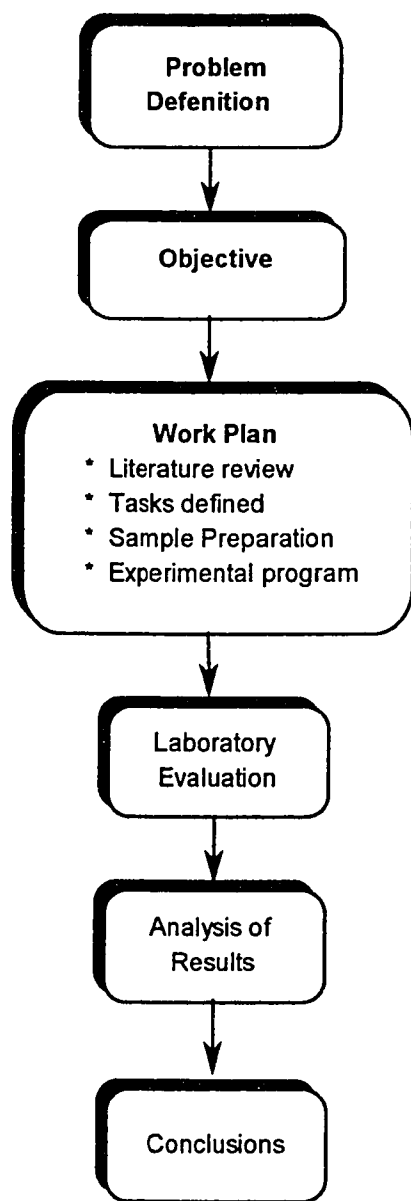 Problem
Defenition
Objective
Work Plan
* Literature review
* Tasks defined
* Sample Preparation
* Experimental program
Laboratory
Evaluation
Analysis of
Results
Conclusions